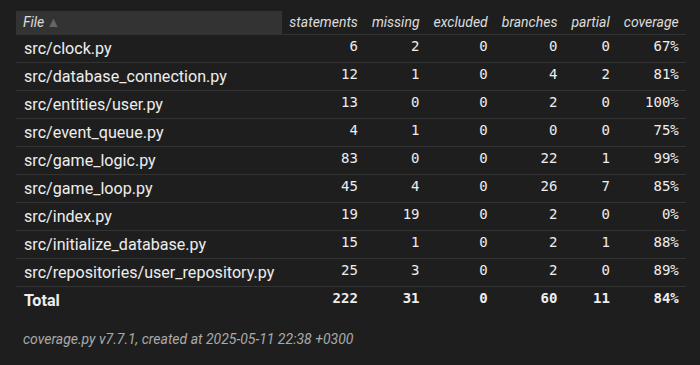 File ▲ statements missing excluded branches partial coverage
src/clock.py 6 2 0 0 0 67%
src/database_connection.py 12 1 0 4 2 81%
src/entities/user.py 13 0 0 2 0 100%
src/event_queue.py 4 1 0 0 0 75%
src/game_logic.py 83 0 0 22 1 99%
src/game_loop.py 45 4 0 26 7 85%
src/index.py 19 19 0 2 0 0%
src/initialize_database.py 15 1 0 2 1 88%
src/repositories/user_repository.py 25 3 0 2 0 89%
Total 222 31 0 60 11 84%
coverage.py v7.7.1, created at 2025-05-11 22:38 +0300